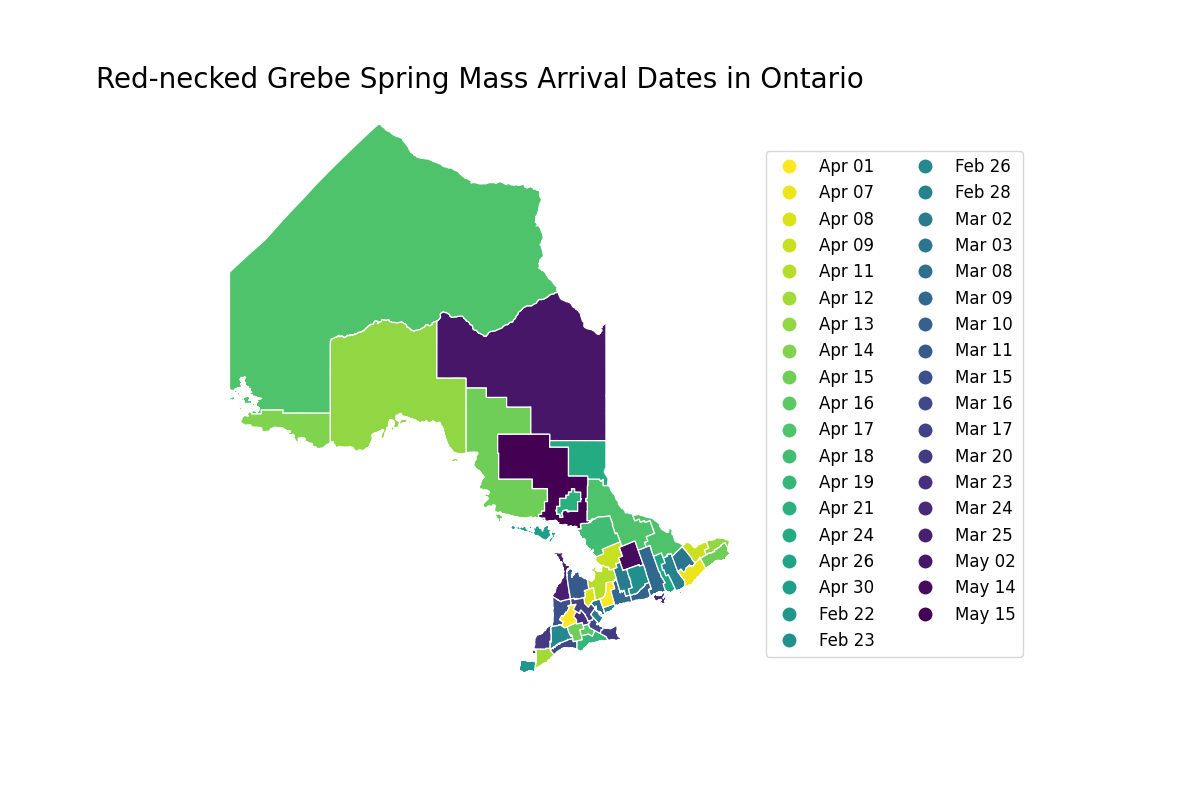 Red-necked Grebe Spring Mass Arrival Dates in Ontario
Apr 01
Apr 07
Apr 08
Apr 09
Apr 11
Apr 12
Apr 13
Apr 14
Apr 15
Apr 16
Apr 17
Apr 18
Apr 19
Apr 21
Apr 24
Apr 26
Apr 30
Feb 22
Feb 23
Feb 26
Feb 28
Mar 02
Mar 03
Mar 08
Mar 09
Mar 10
Mar 11
Mar 15
Mar 16
Mar 17
Mar 20
Mar 23
Mar 24
Mar 25
May 02
May 14
May 15